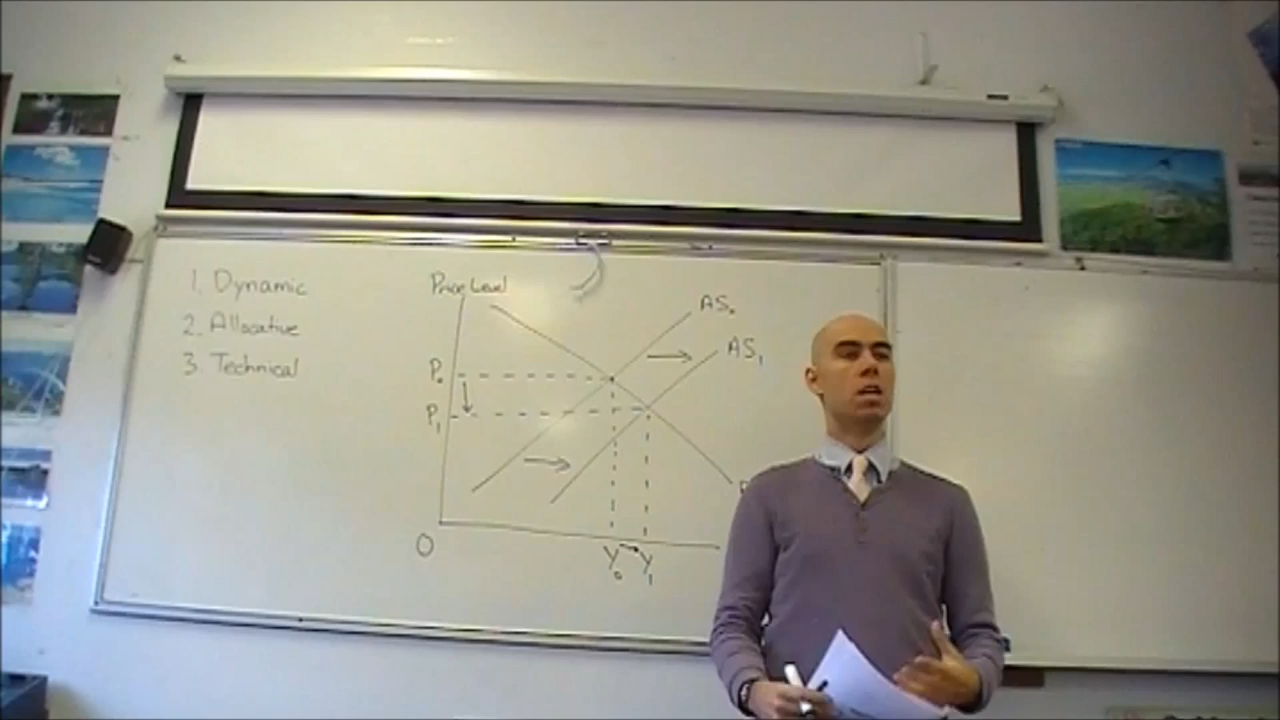 1. Dynamic
2. Allocative
3. Technical
Price Level
AS₀
AS₁
P₀
P₁
O
Y₀ → Y₁